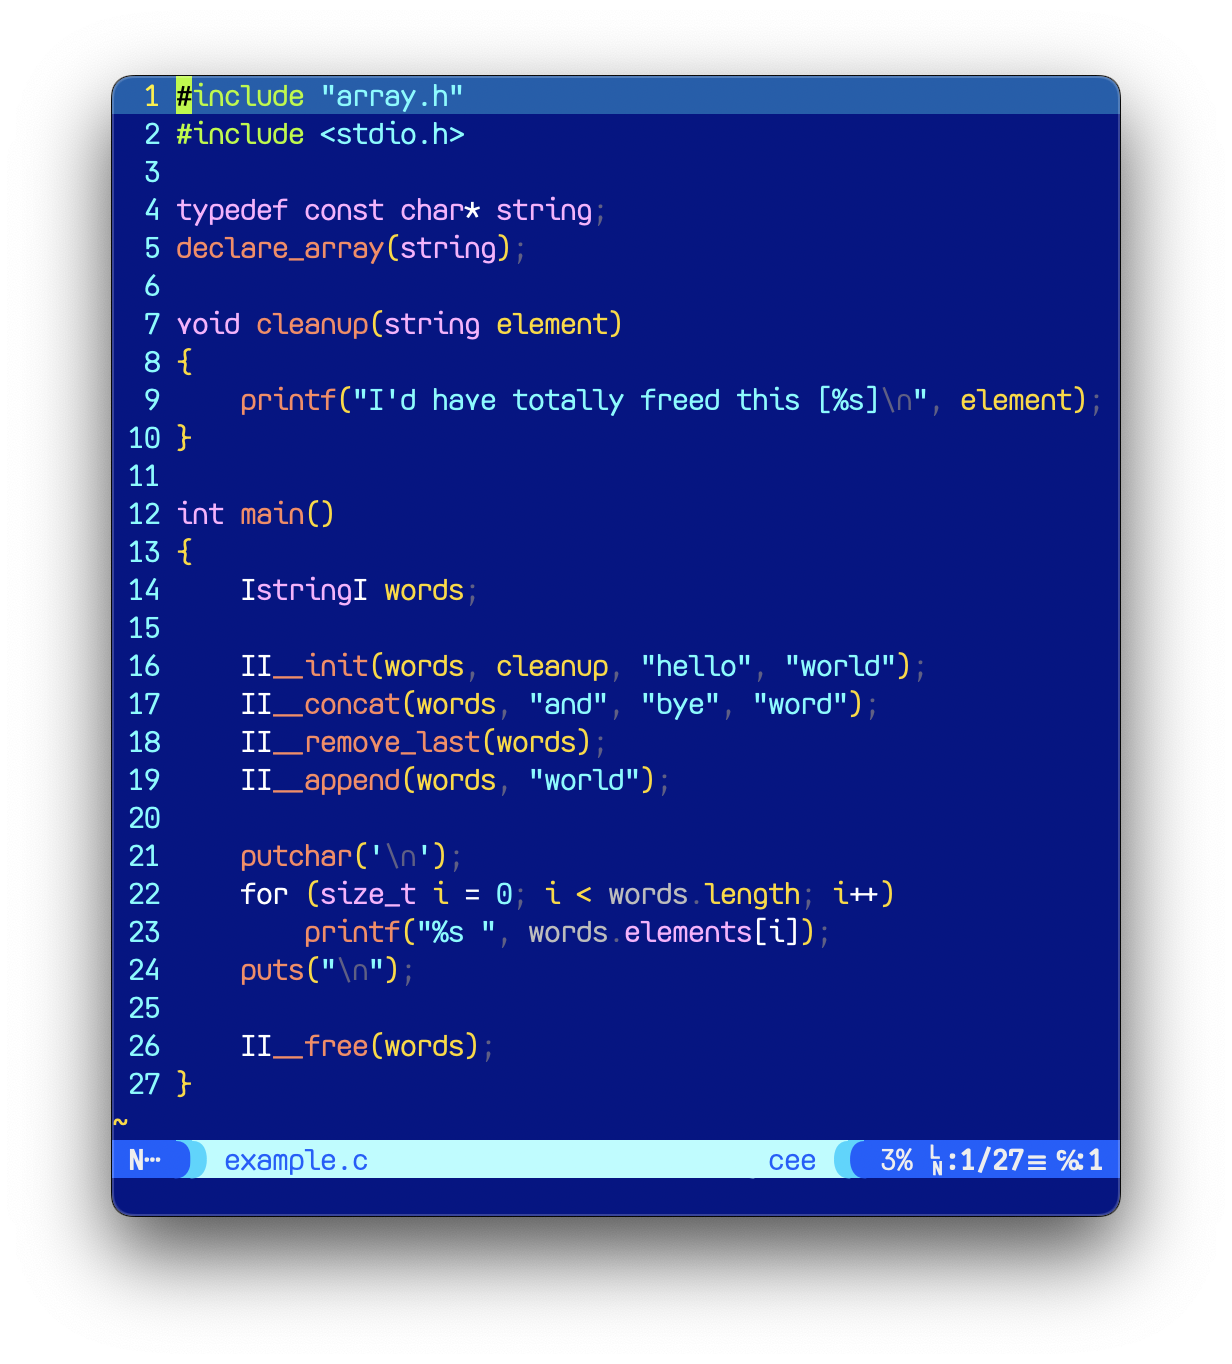 1 #include "array.h"
2 #include <stdio.h>
3
4 typedef const char* string;
5 declare_array(string);
6
7 void cleanup(string element)
8 {
9     printf("I'd have totally freed this [%s]\n", element);
10 }
11
12 int main()
13 {
14     IstringI words;
15
16     II__init(words, cleanup, "hello", "world");
17     II__concat(words, "and", "bye", "word");
18     II__remove_last(words);
19     II__append(words, "world");
20
21     putchar('\n');
22     for (size_t i = 0; i < words.length; i++)
23         printf("%s ", words.elements[i]);
24     puts("\n");
25
26     II__free(words);
27 }
~
N… example.c cee 3% LN:1/27≡ ℅:1